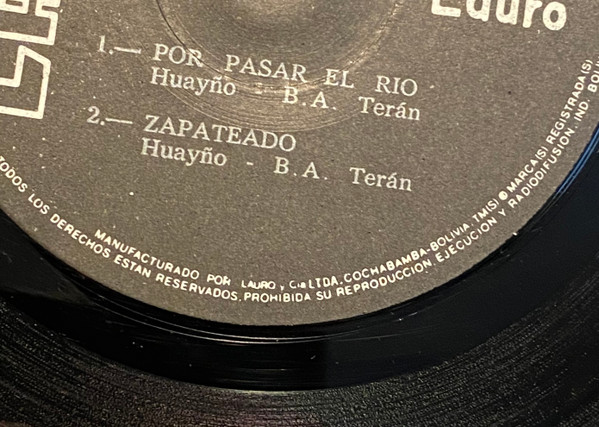 Lauro
1.— POR PASAR EL RIO
Huayño - B.A. Terán
2.— ZAPATEADO
Huayño - B.A. Terán
MANUFACTURADO POR LAURO y Cia LTDA. COCHABAMBA-BOLIVIA. TM(S) ® MARCA(S) REGISTRADA(S)
TODOS LOS DERECHOS ESTAN RESERVADOS. PROHIBIDA SU REPRODUCCION EJECUCION Y RADIODIFUSION. IND. BOLI